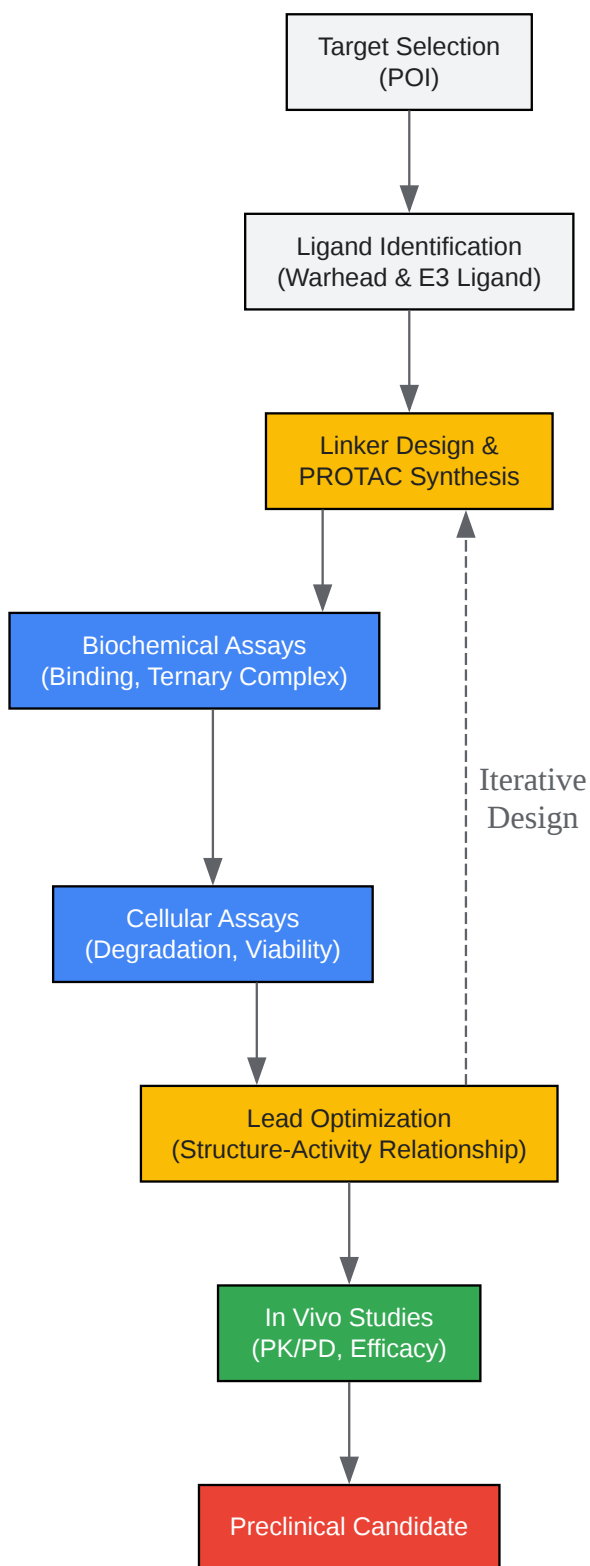 Target Selection
(POI)
Ligand Identification
(Warhead & E3 Ligand)
Linker Design &
PROTAC Synthesis
Biochemical Assays
(Binding, Ternary Complex)
Iterative
Design
Cellular Assays
(Degradation, Viability)
Lead Optimization
(Structure-Activity Relationship)
In Vivo Studies
(PK/PD, Efficacy)
Preclinical Candidate